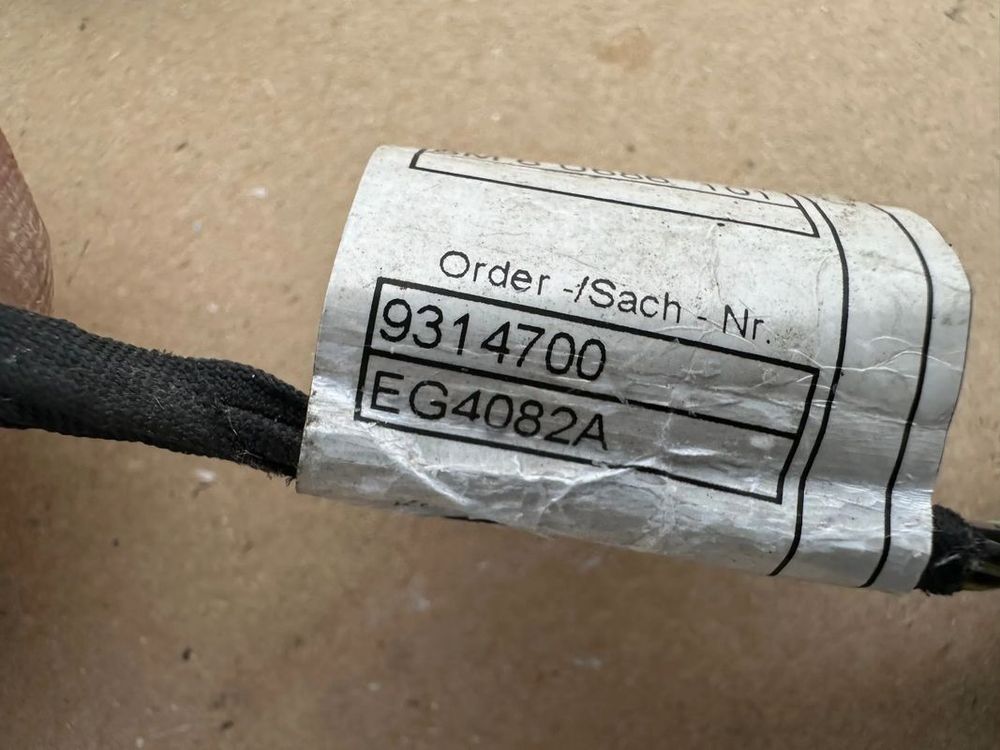 Order -/Sach - Nr.
9314700
EG4082A